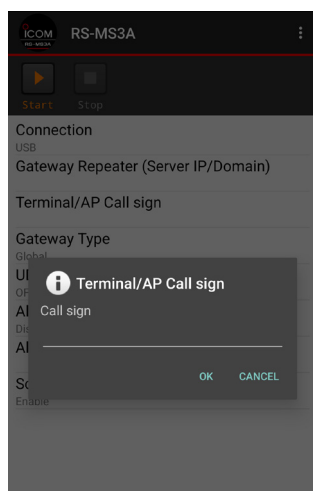 ICOM
RS-MS3A
RS-MS3A
Start
Stop
Connection
USB
Gateway Repeater (Server IP/Domain)
Terminal/AP Call sign
Gateway Type
Global
Terminal/AP Call sign
Call sign
OK
CANCEL
Enable